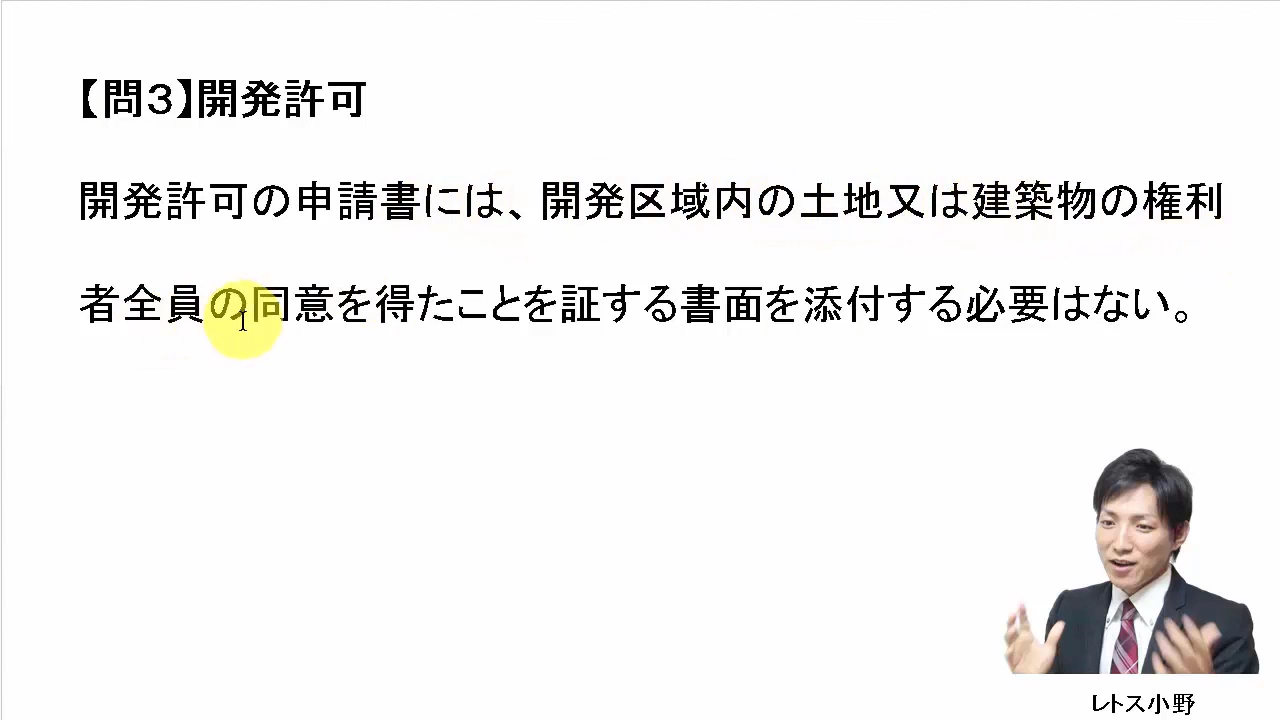 【問３】開発許可
開発許可の申請書には、開発区域内の土地又は建築物の権利
者全員の同意を得たことを証する書面を添付する必要はない。
レトス小野